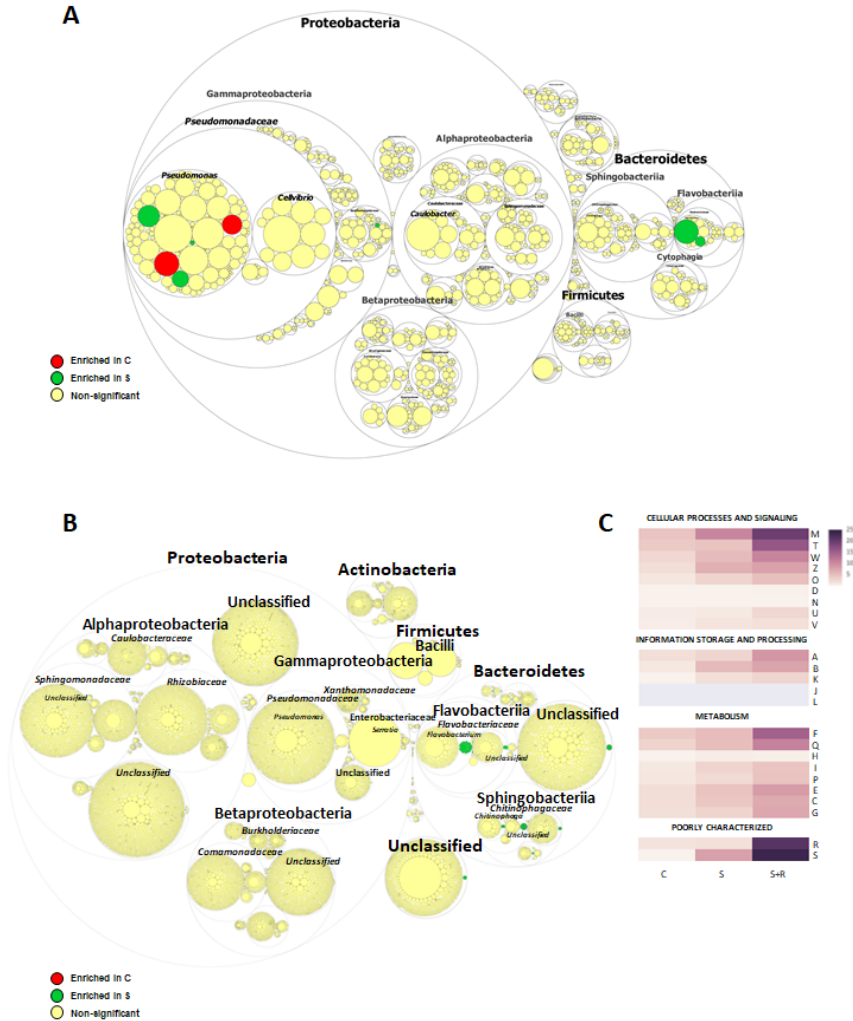 A
Proteobacteria
Gammaproteobacteria
Pseudomonadaceae
Alphaproteobacteria
Bacteroidetes
Sphingobacteriia
Pseudomonas
Cellvibrio
Flavobacteriia
Caulobacter
Cytophagia
Betaproteobacteria
Firmicutes
Bacilli
Enriched in C
Enriched in S
Non-significant
B
C
CELLULAR PROCESSES AND SIGNALING
M
T
W
Z
O
D
N
U
V
25
20
15
10
5
0
INFORMATION STORAGE AND PROCESSING
A
B
K
J
L
METABOLISM
F
Q
H
I
P
E
C
G
POORLY CHARACTERIZED
R
S
C S S+R
Proteobacteria
Actinobacteria
Unclassified
Alphaproteobacteria
Caulobacteraceae
Firmicutes
Bacilli
Gammaproteobacteria
Bacteroidetes
Sphingomonadaceae
Rhizobiaceae
Xanthomonadaceae
Unclassified
Pseudomonadaceae
Flavobacteriia
Unclassified
Pseudomonas
Enterobacteriaceae
Flavobacteriaceae
Serratia
Flavobacterium
Unclassified
Unclassified
Unclassified
Sphingobacteriia
Chitinophagaceae
Betaproteobacteria
Chitinophaga
Burkholderiaceae
Unclassified
Comamonadaceae
Unclassified
Unclassified
Enriched in C
Enriched in S
Non-significant